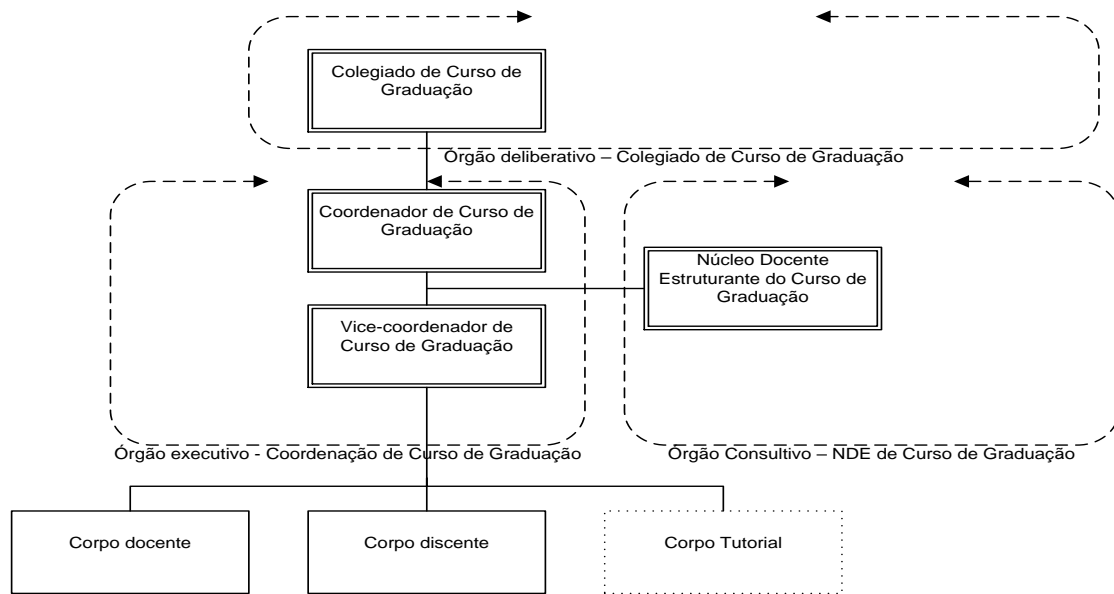 Colegiado de Curso de
Graduação
Órgão deliberativo – Colegiado de Curso de Graduação
Coordenador de Curso de
Graduação
Núcleo Docente
Estruturante do Curso de
Graduação
Vice-coordenador de
Curso de Graduação
Órgão executivo - Coordenação de Curso de Graduação
Órgão Consultivo – NDE de Curso de Graduação
Corpo docente
Corpo discente
Corpo Tutorial